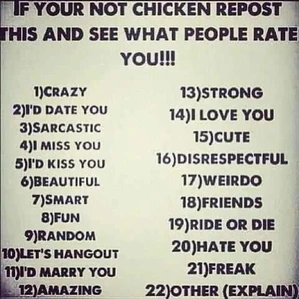 IF YOUR NOT CHICKEN REPOST
THIS AND SEE WHAT PEOPLE RATE
YOU!!!
1)CRAZY
2)I'D DATE YOU
3)SARCASTIC
4)I MISS YOU
5)I'D KISS YOU
6)BEAUTIFUL
7)SMART
8)FUN
9)RANDOM
10)LET'S HANGOUT
11)I'D MARRY YOU
12)AMAZING
13)STRONG
14)I LOVE YOU
15)CUTE
16)DISRESPECTFUL
17)WEIRDO
18)FRIENDS
19)RIDE OR DIE
20)HATE YOU
21)FREAK
22)OTHER (EXPLAIN)